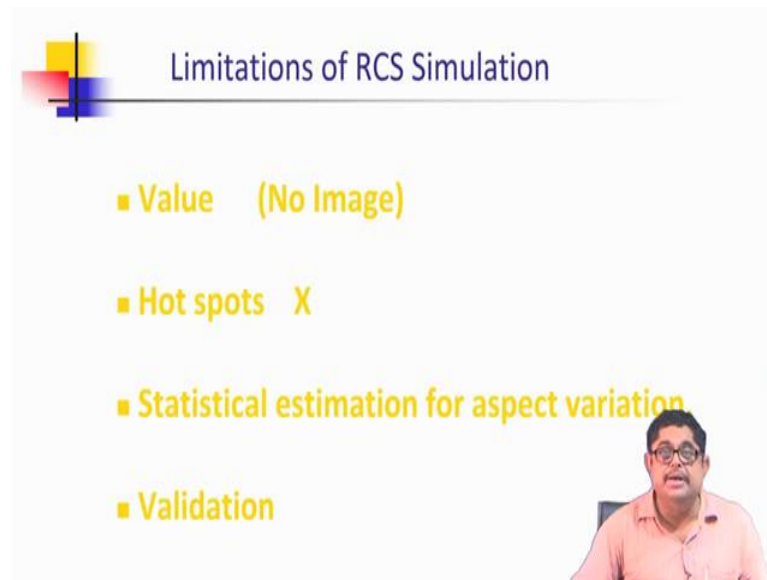 Limitations of RCS Simulation
Value (No Image)
Hot spots X
Statistical estimation for aspect variation.
Validation